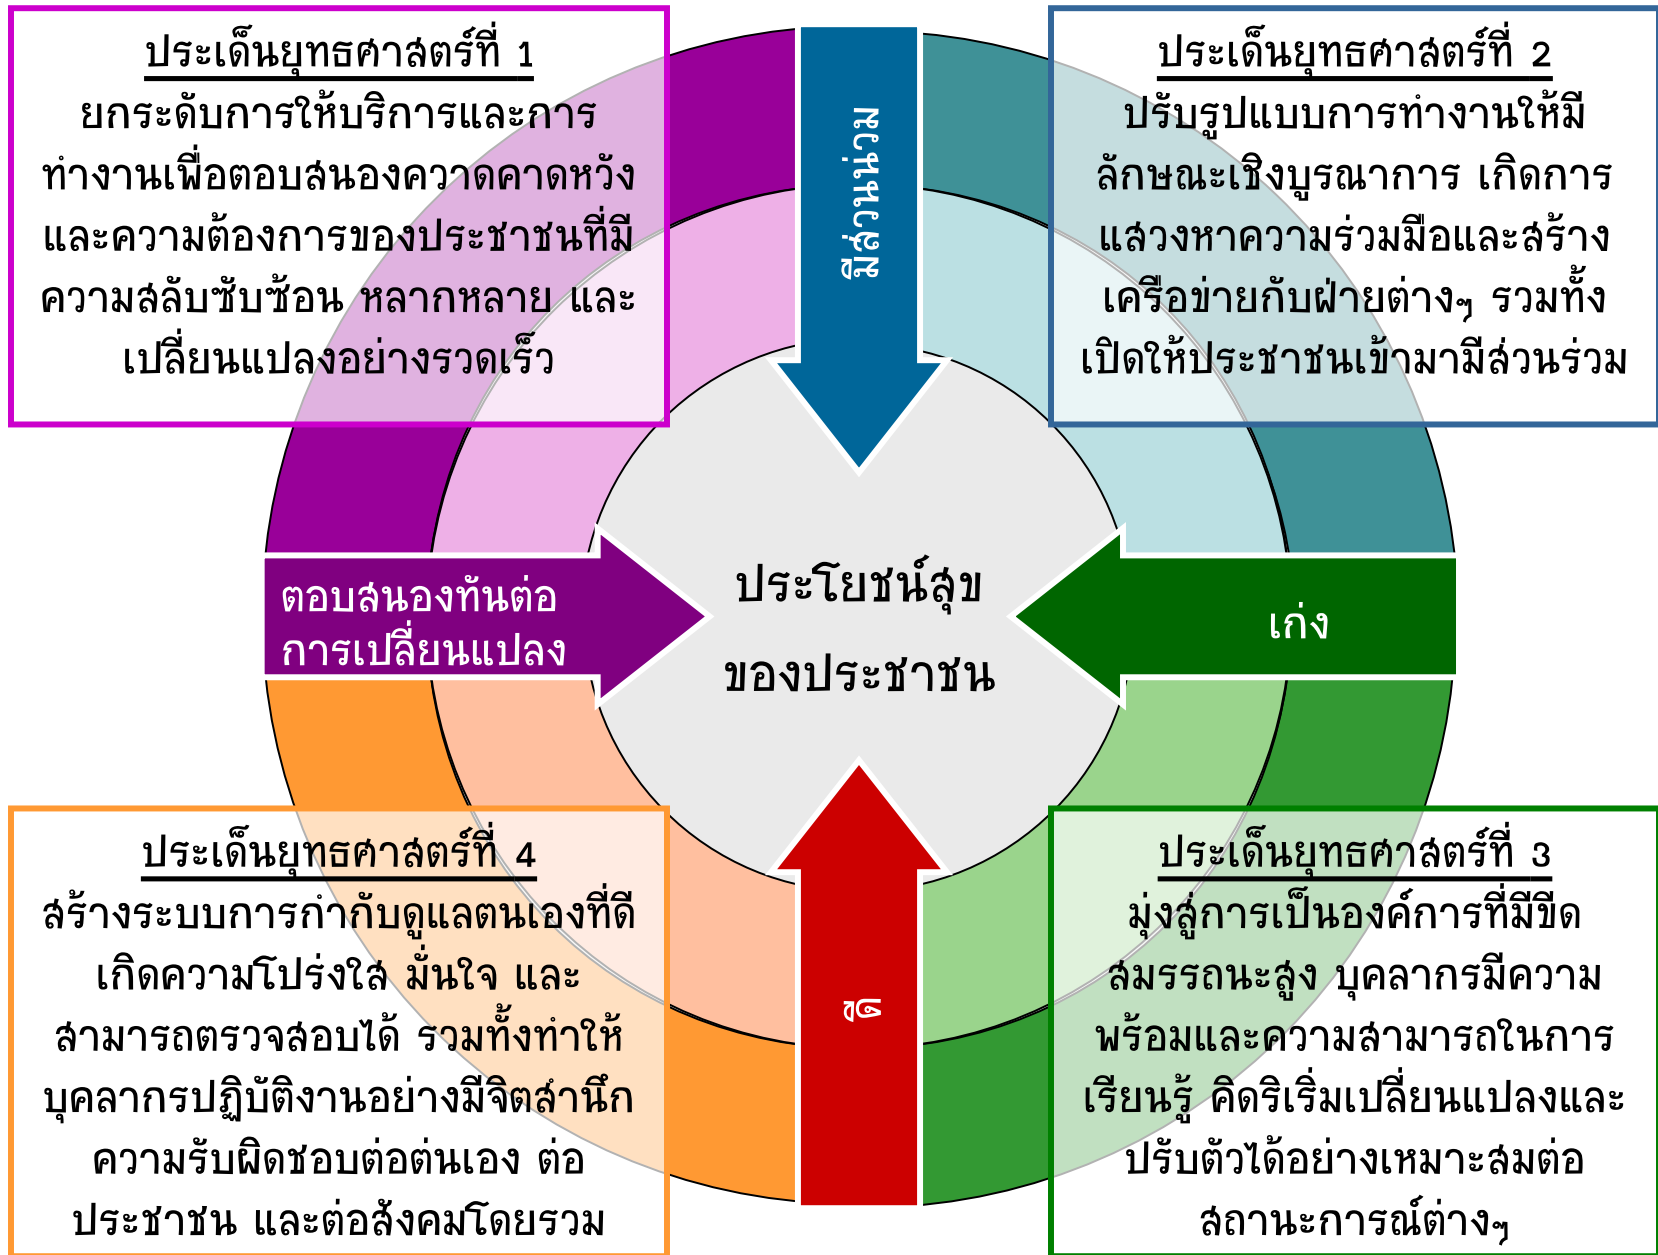 ประเด็นยุทธศาสตร์ที่ 1
ยกระดับการให้บริการและการ
ทำงานเพื่อตอบสนองความดคาดหวัง
และความต้องการของประชาชนที่มี
ความสลับซับซ้อน หลากหลาย และ
เปลี่ยนแปลงอย่างรวดเร็ว
ประเด็นยุทธศาสตร์ที่ 2
ปรับรูปแบบการทำงานให้มี
ลักษณะเชิงบูรณาการ เกิดการ
แสวงหาความร่วมมือและสร้าง
เครือข่ายกับฝ่ายต่างๆ รวมทั้ง
เปิดให้ประชาชนเข้ามามีส่วนร่วม
มีส่วนน่วม
ตอบสนองทันต่อ
การเปลี่ยนแปลง
ประโยชน์สุข
ของประชาชน
เก่ง
ดี
ประเด็นยุทธศาสตร์ที่ 4
สร้างระบบการกำกับดูแลตนเองที่ดี
เกิดความโปร่งใส มั่นใจ และ
สามารถตรวจสอบได้ รวมทั้งทำให้
บุคลากรปฏิบัติงานอย่างมีจิตสำนึก
ความรับผิดชอบต่อต่นเอง ต่อ
ประชาชน และต่อสังคมโดยรวม
ประเด็นยุทธศาสตร์ที่ 3
มุ่งสู่การเป็นองค์การที่มีขีด
สมรรถนะสูง บุคลากรมีความ
พร้อมและความสามารถในการ
เรียนรู้ คิดริเริ่มเปลี่ยนแปลงและ
ปรับตัวได้อย่างเหมาะสมต่อ
สถานะการณ์ต่างๆ